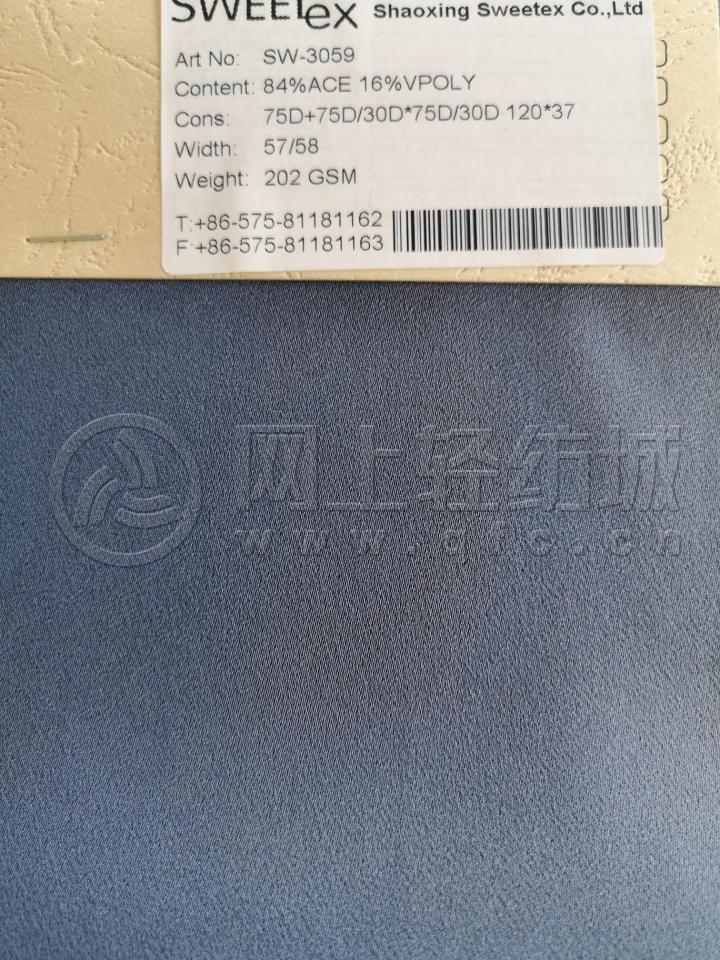 SWEETex Shaoxing Sweetex Co.,Ltd
Art No: SW-3059
Content: 84%ACE 16%VPOLY
Cons: 75D+75D/30D*75D/30D 120*37
Width: 57/58
Weight: 202 GSM
T:+86-575-81181162
F:+86-575-81181163
网上轻纺城
www.qfc.cn